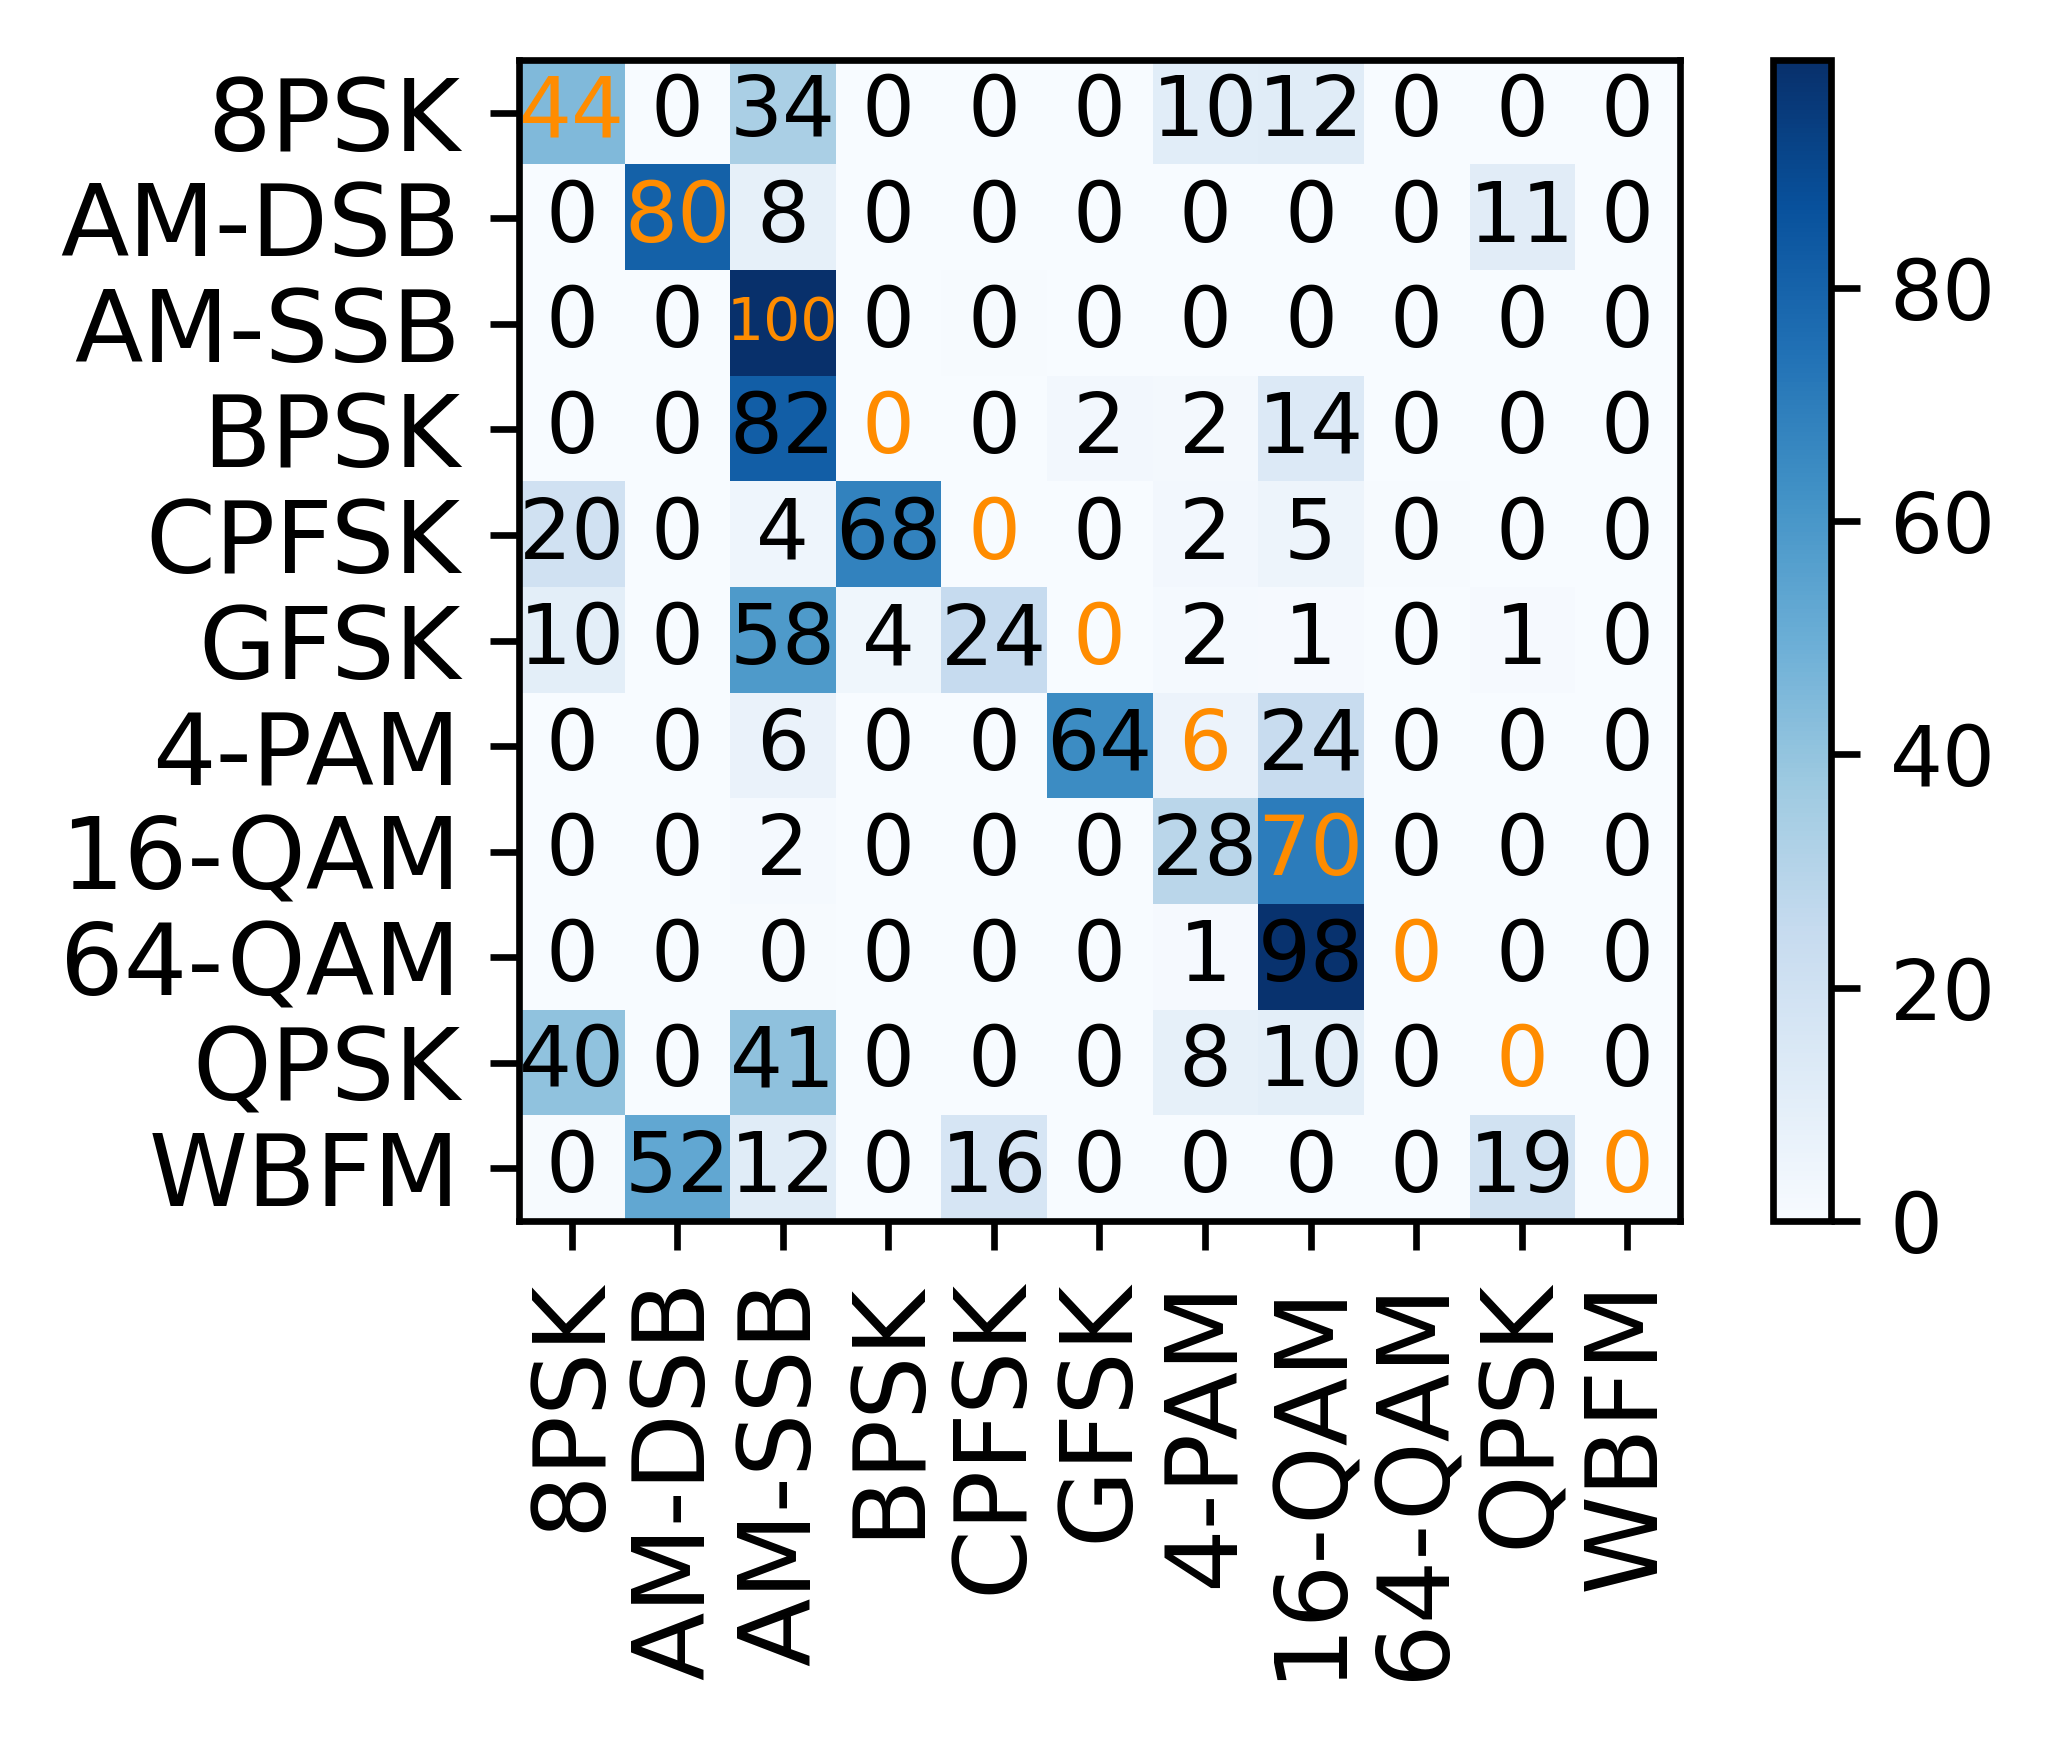 8PSK 44 0 34 0 0 0 10 12 0 0 0
AM-DSB 0 80 8 0 0 0 0 0 0 11 0
AM-SSB 0 0 100 0 0 0 0 0 0 0 0
BPSK 0 0 82 0 0 2 2 14 0 0 0
CPFSK 20 0 4 68 0 0 2 5 0 0 0
GFSK 10 0 58 4 24 0 2 1 0 1 0
4-PAM 0 0 6 0 0 64 6 24 0 0 0
16-QAM 0 0 2 0 0 0 28 70 0 0 0
64-QAM 0 0 0 0 0 0 1 98 0 0 0
QPSK 40 0 41 0 0 0 8 10 0 0 0
WBFM 0 52 12 0 16 0 0 0 0 19 0
8PSK
AM-DSB
AM-SSB
BPSK
CPFSK
GFSK
4-PAM
16-QAM
64-QAM
QPSK
WBFM
80
60
40
20
0